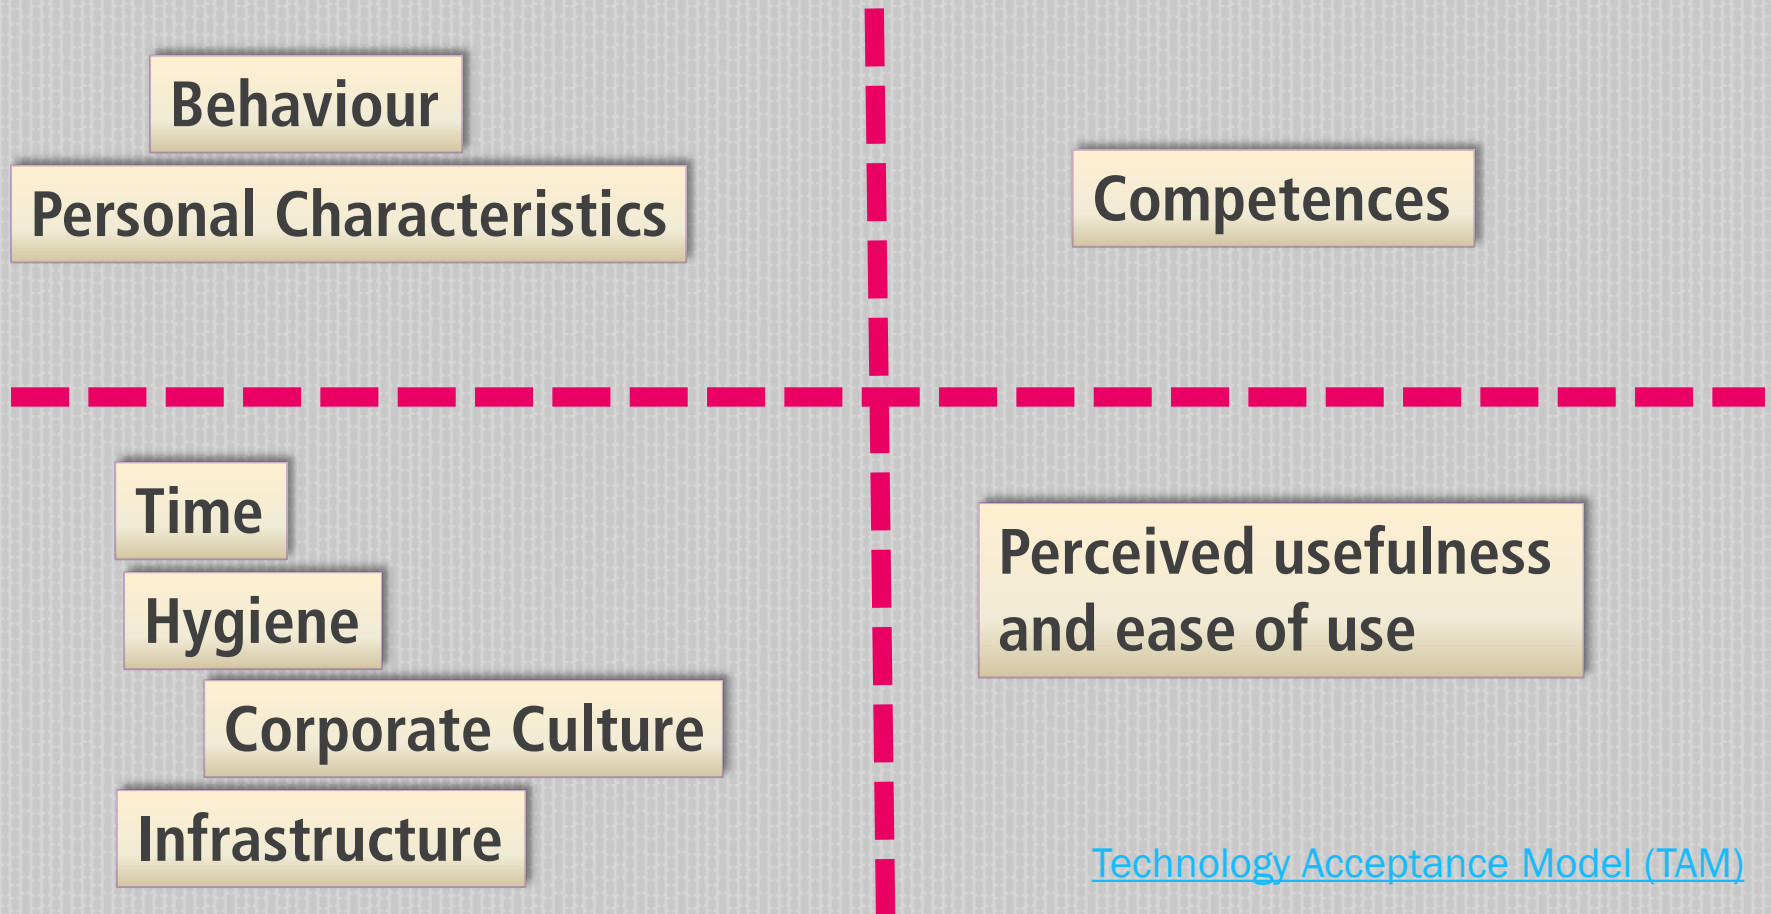 Behaviour
Personal Characteristics
Competences
Time
Hygiene
Corporate Culture
Infrastructure
Perceived usefulness
and ease of use
Technology Acceptance Model (TAM)